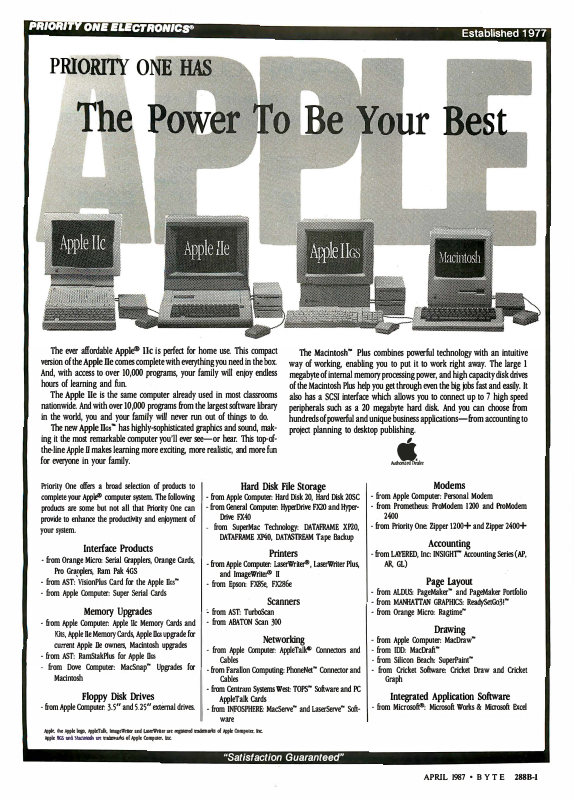 PRIORITY ONE ELECTRONICS®
Established 1977
APPLE
PRIORITY ONE HAS
The Power To Be Your Best
Apple IIc
Apple IIe
Apple IIGS
Macintosh
The ever affordable Apple® IIc is perfect for home use. This compact
version of the Apple IIe comes complete with everything you need in the box.
And, with access to over 10,000 programs, your family will enjoy endless
hours of learning and fun.
The Apple IIe is the same computer already used in most classrooms
nationwide. And with over 10,000 programs from the largest software library
in the world, you and your family will never run out of things to do.
The new Apple IIGS™ has highly-sophisticated graphics and sound, mak-
ing it the most remarkable computer you'll ever see—or hear. This top-of-
the-line Apple II makes learning more exciting, more realistic, and more fun
for everyone in your family.
The Macintosh™ Plus combines powerful technology with an intuitive
way of working, enabling you to put it to work right away. The large 1
megabyte of internal memory processing power, and high capacity disk drives
of the Macintosh Plus help you get through even the big jobs fast and easily. It
also has a SCSI interface which allows you to connect up to 7 high speed
peripherals such as a 20 megabyte hard disk. And you can choose from
hundreds of powerful and unique business applications—from accounting to
project planning to desktop publishing.
Authorized Dealer
Priority One offers a broad selection of products to
complete your Apple® computer system. The following
products are some but not all that Priority One can
provide to enhance the productivity and enjoyment of
your system.
Interface Products
- from Orange Micro: Serial Grapplers, Orange Cards,
Pro Grapplers, Ram Pak 4GS
- from AST: VisionPlus Card for the Apple IIGS™
- from Apple Computer: Super Serial Cards
Memory Upgrades
- from Apple Computer: Apple IIc Memory Cards and
Kits, Apple IIe Memory Cards, Apple IIGS upgrade for
current Apple IIe owners, Macintosh upgrades
- from AST: RamStakPlus for Apple IIGS
- from Dove Computer: MacSnap™ Upgrades for
Macintosh
Floppy Disk Drives
- from Apple Computer: 3.5" and 5.25" external drives.
Hard Disk File Storage
- from Apple Computer: Hard Disk 20, Hard Disk 20SC
- from General Computer: HyperDrive FX20 and Hyper-
Drive FX40
- from SuperMac Technology: DATAFRAME XP20,
DATAFRAME XP40, DATASTREAM Tape Backup
Printers
- from Apple Computer: LaserWriter®, LaserWriter Plus,
and ImageWriter® II
- from Epson: FX85e, FX286e
Scanners
- from AST: TurboScan
- from ABATON Scan 300
Networking
- from Apple Computer: AppleTalk® Connectors and
Cables
- from Farallon Computing: PhoneNet™ Connector and
Cables
- from Centram Systems West: TOPS™ Software and PC
AppleTalk Cards
- from INFOSPHERE: MacServe™ and LaserServe™ Soft-
ware
Modems
- from Apple Computer: Personal Modem
- from Prometheus: ProModem 1200 and ProModem
2400
- from Priority One: Zipper 1200+ and Zipper 2400+
Accounting
- from LAYERED, Inc: INSIGHT™ Accounting Series (AP,
AR, GL)
Page Layout
- from ALDUS: PageMaker™ and PageMaker Portfolio
- from MANHATTAN GRAPHICS: ReadySetGo3!™
- from Orange Micro: Ragtime™
Drawing
- from Apple Computer: MacDraw™
- from IDD: MacDraft™
- from Silicon Beach: SuperPaint™
- from Cricket Software: Cricket Draw and Cricket
Graph
Integrated Application Software
- from Microsoft®: Microsoft Works & Microsoft Excel
Apple, the Apple logo, AppleTalk, ImageWriter and LaserWriter are registered trademarks of Apple Computer, Inc.
Apple IIGS and Macintosh are trademarks of Apple Computer, Inc.
"Satisfaction Guaranteed"
APRIL 1987 • BYTE 288B-1